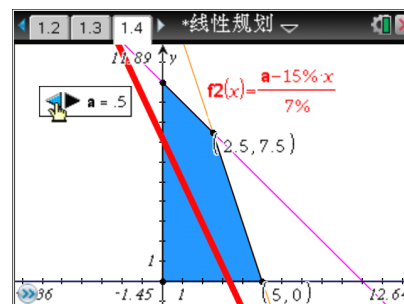 1.2 1.3 1.4 *线性规划
11.89 y
f2(x)=a-15%·x/7%
a = .5
(2.5,7.5)
1
-1.45 1 (5,0) 12.64